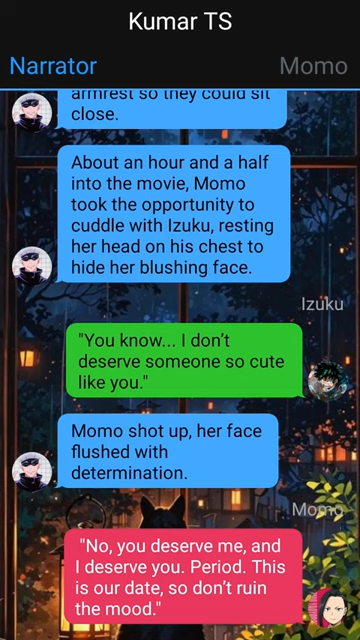 Kumar TS
Narrator
Momo
armrest so they could sit
close.
About an hour and a half
into the movie, Momo
took the opportunity to
cuddle with Izuku, resting
her head on his chest to
hide her blushing face.
Izuku
"You know... I don't
deserve someone so cute
like you."
Momo shot up, her face
flushed with
determination.
Momo
"No, you deserve me, and
I deserve you. Period. This
is our date, so don't ruin
the mood."